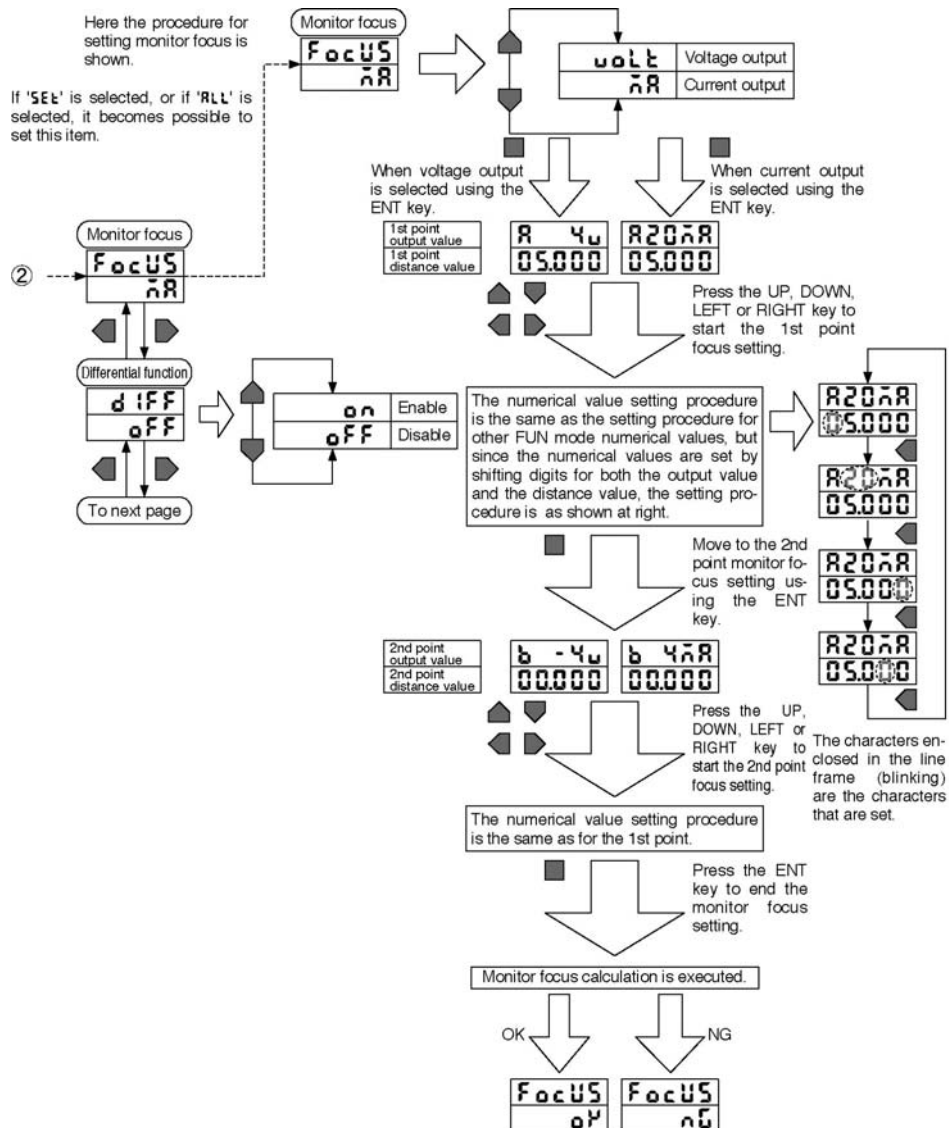 Here the procedure for
setting monitor focus is
shown.
If 'SEt' is selected, or if 'ALL' is
selected, it becomes possible to
set this item.
Monitor focus
FocUS
mA
volt
Voltage output
mA
Current output
When voltage output
is selected using the
ENT key.
When current output
is selected using the
ENT key.
1st point
output value
1st point
distance value
A 4v
05.000
A20mA
05.000
Press the UP, DOWN,
LEFT or RIGHT key to
start the 1st point
focus setting.
②
Monitor focus
FocUS
mA
Differential function
dIFF
oFF
To next page
on
Enable
oFF
Disable
The numerical value setting procedure
is the same as the setting procedure for
other FUN mode numerical values, but
since the numerical values are set by
shifting digits for both the output value
and the distance value, the setting pro-
cedure is as shown at right.
A20mA
05.000
A20mA
05.000
A20mA
05.000
A20mA
05.000
The characters en-
closed in the line
frame (blinking)
are the characters
that are set.
Move to the 2nd
point monitor fo-
cus setting us-
ing the ENT
key.
2nd point
output value
2nd point
distance value
b -4v
00.000
b 4mA
00.000
Press the UP,
DOWN, LEFT or
RIGHT key to
start the 2nd point
focus setting.
The numerical value setting procedure
is the same as for the 1st point.
Press the ENT
key to end the
monitor focus
setting.
Monitor focus calculation is executed.
OK
NG
FocUS
oK
FocUS
nG